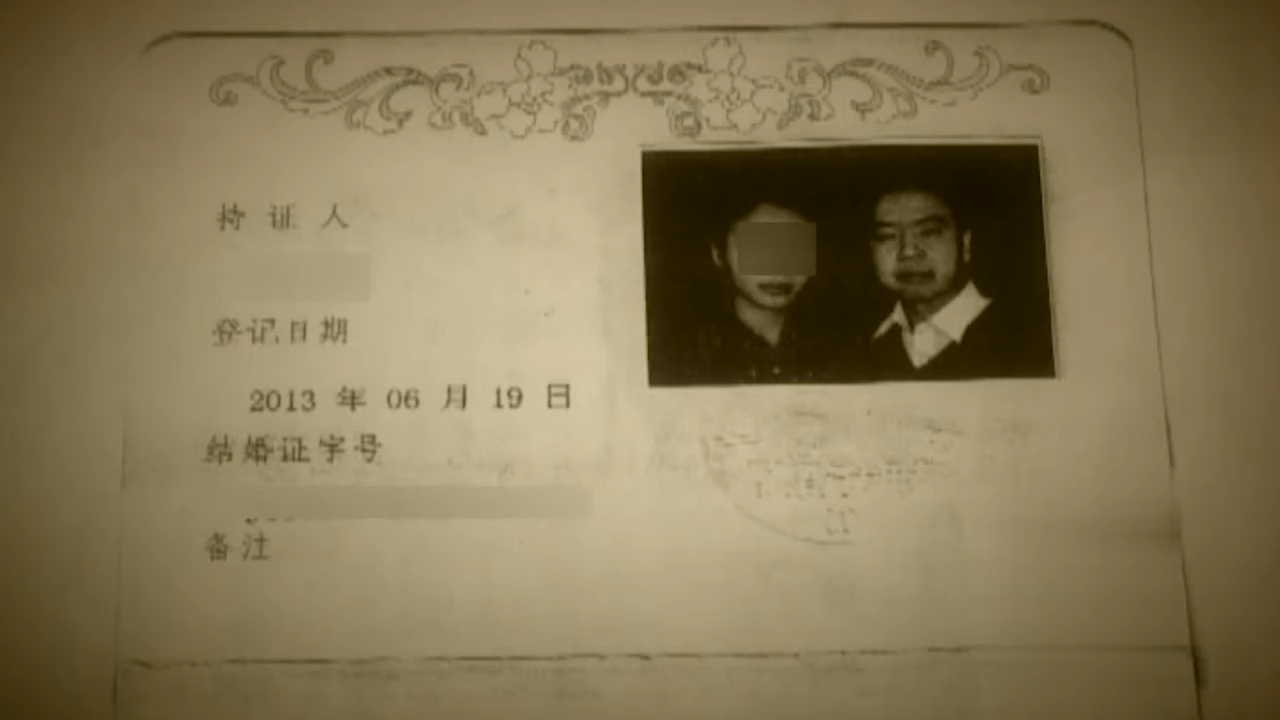 持证人
登记日期
2013 年 06 月 19 日
结婚证字号
备注